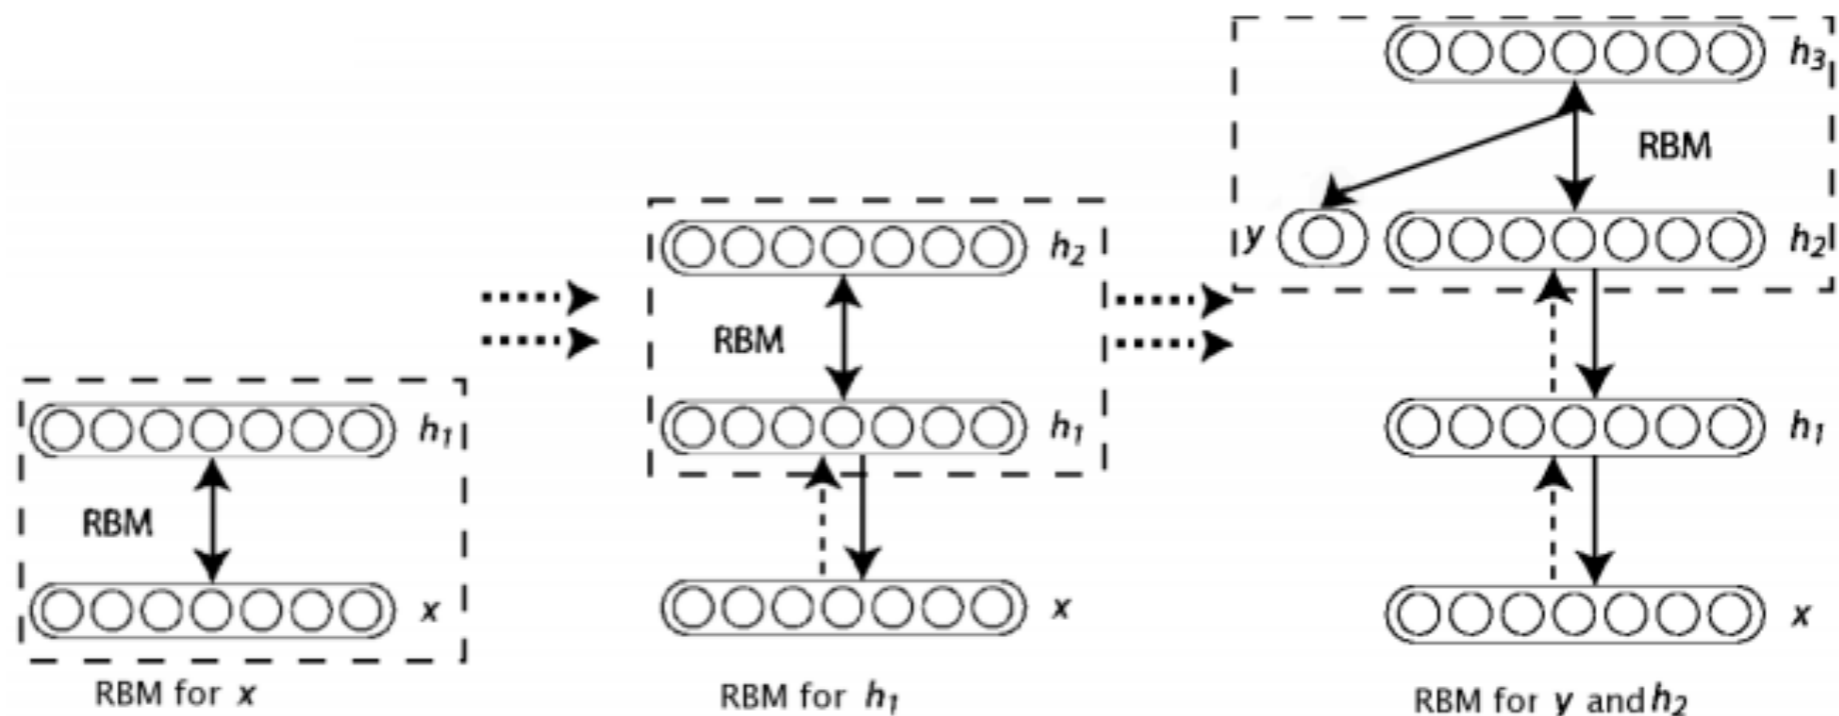 h1
RBM
x
RBM for x
h2
RBM
h1
x
RBM for h1
h3
RBM
y
h2
h1
x
RBM for y and h2